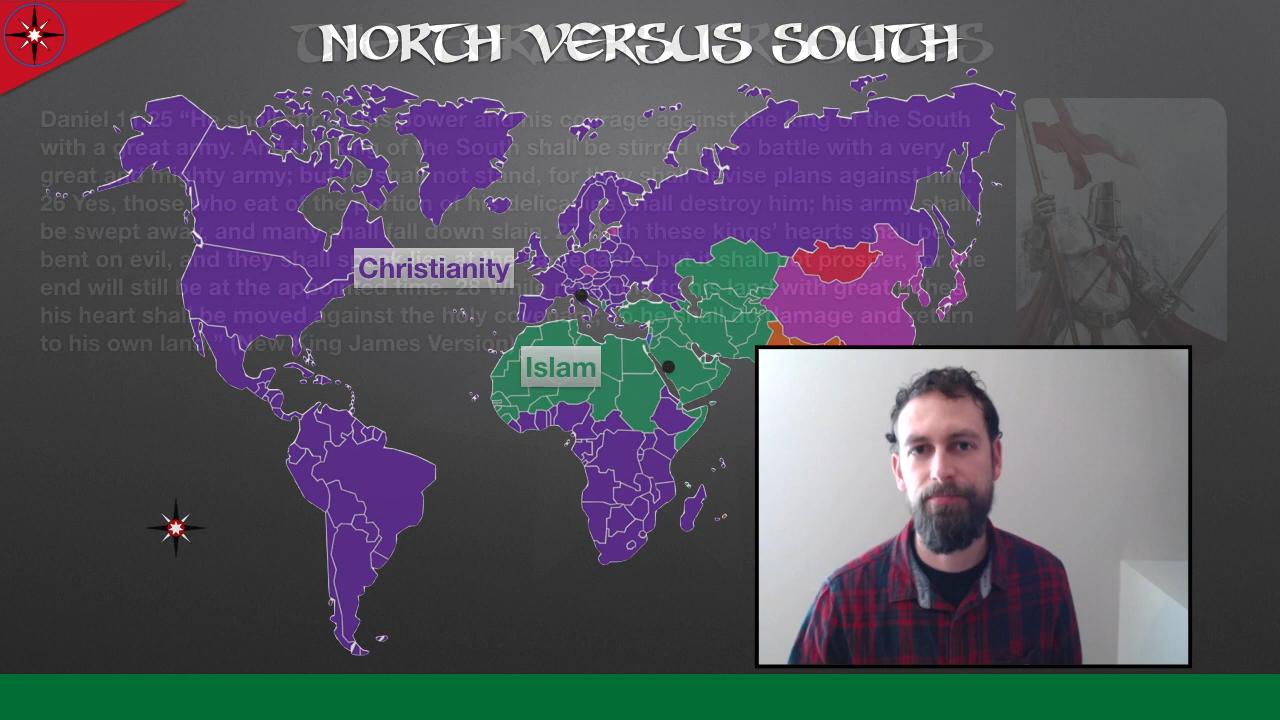 NORTH VERSUS SOUTH
Daniel 11:25 "He shall stir up his power and his courage against the king of the South
with a great army. And the king of the South shall be stirred up to battle with a very
great and mighty army; but he shall not stand, for they shall devise plans against him.
26 Yes, those who eat of the portion of his delicacies shall destroy him; his army shall
be swept away, and many shall fall down slain. 27 Both these kings' hearts shall be
bent on evil, and they shall speak lies at the same table; but it shall not prosper, for the
end will still be at the appointed time. 28 While returning to his land with great riches,
his heart shall be moved against the holy covenant; so he shall do damage and return
to his own land." (New King James Version)
Christianity
Islam